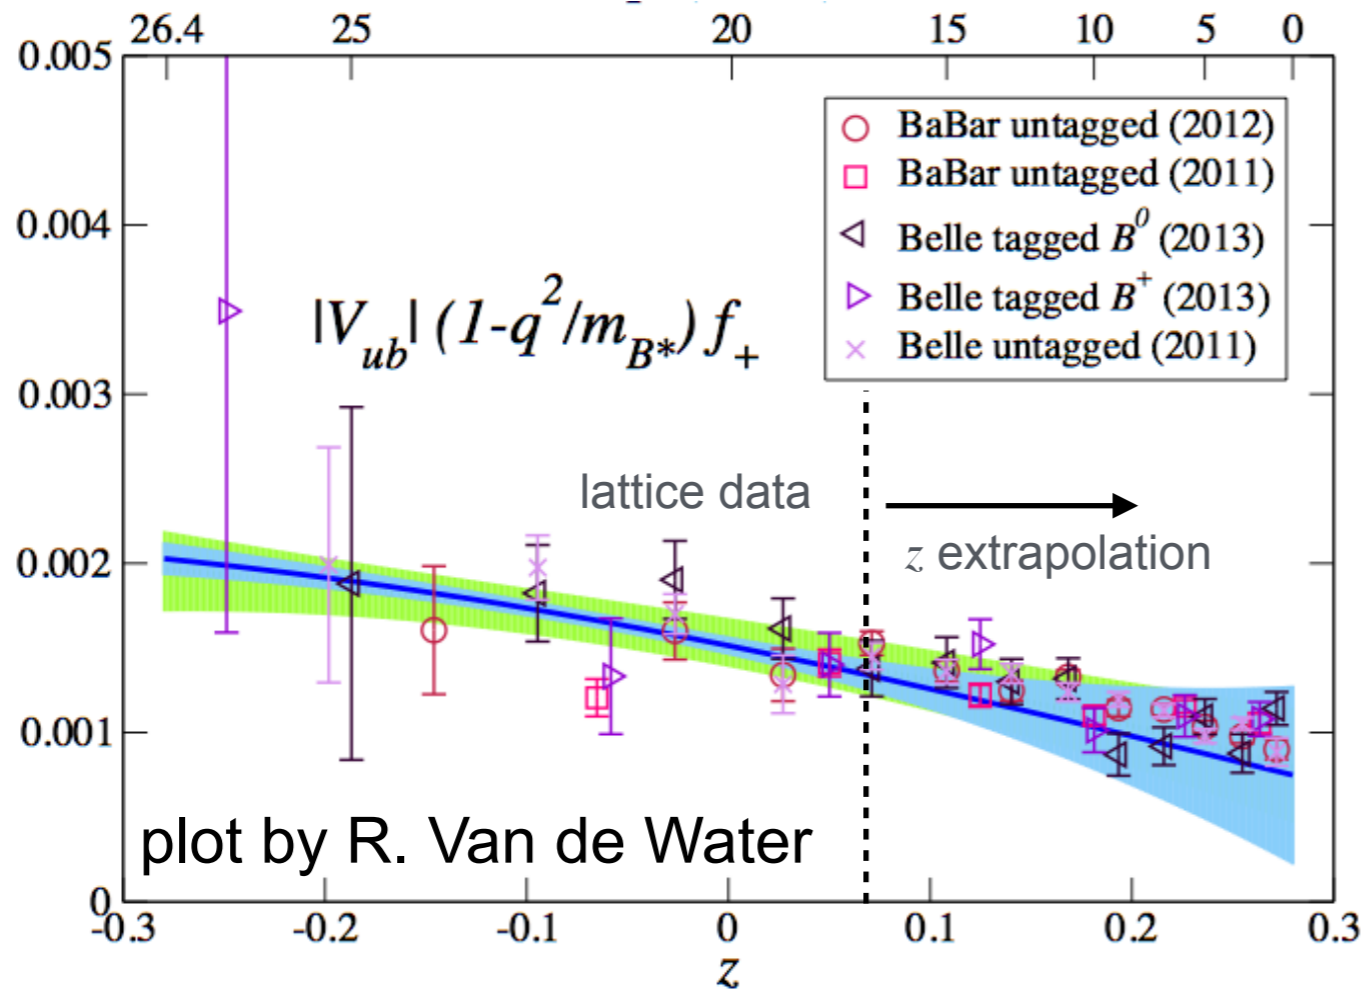 26.4 25 20 15 10 5 0
0.005
BaBar untagged (2012)
BaBar untagged (2011)
0.004
Belle tagged B⁰ (2013)
Belle tagged B⁺ (2013)
Belle untagged (2011)
|V_ub| (1-q²/m_B*) f_+
0.003
lattice data
z extrapolation
0.002
0.001
plot by R. Van de Water
0
-0.3 -0.2 -0.1 0 0.1 0.2 0.3
z